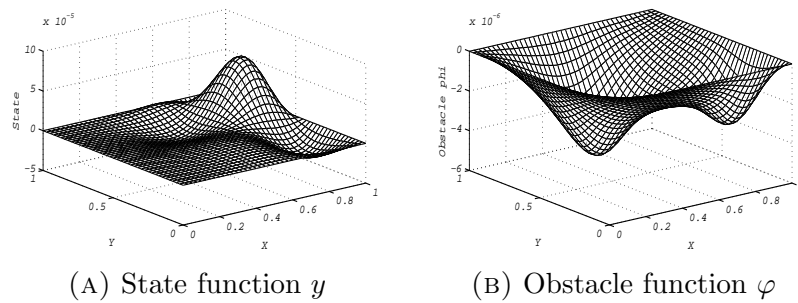 x 10⁻⁵
10
5
0
−5
State
1
0.5
0
Y
0
0.2
0.4
0.6
0.8
1
X
(A) State function y
x 10⁻⁶
0
−2
−4
−6
Obstacle phi
1
0.5
0
Y
0
0.2
0.4
0.6
0.8
X
(B) Obstacle function φ